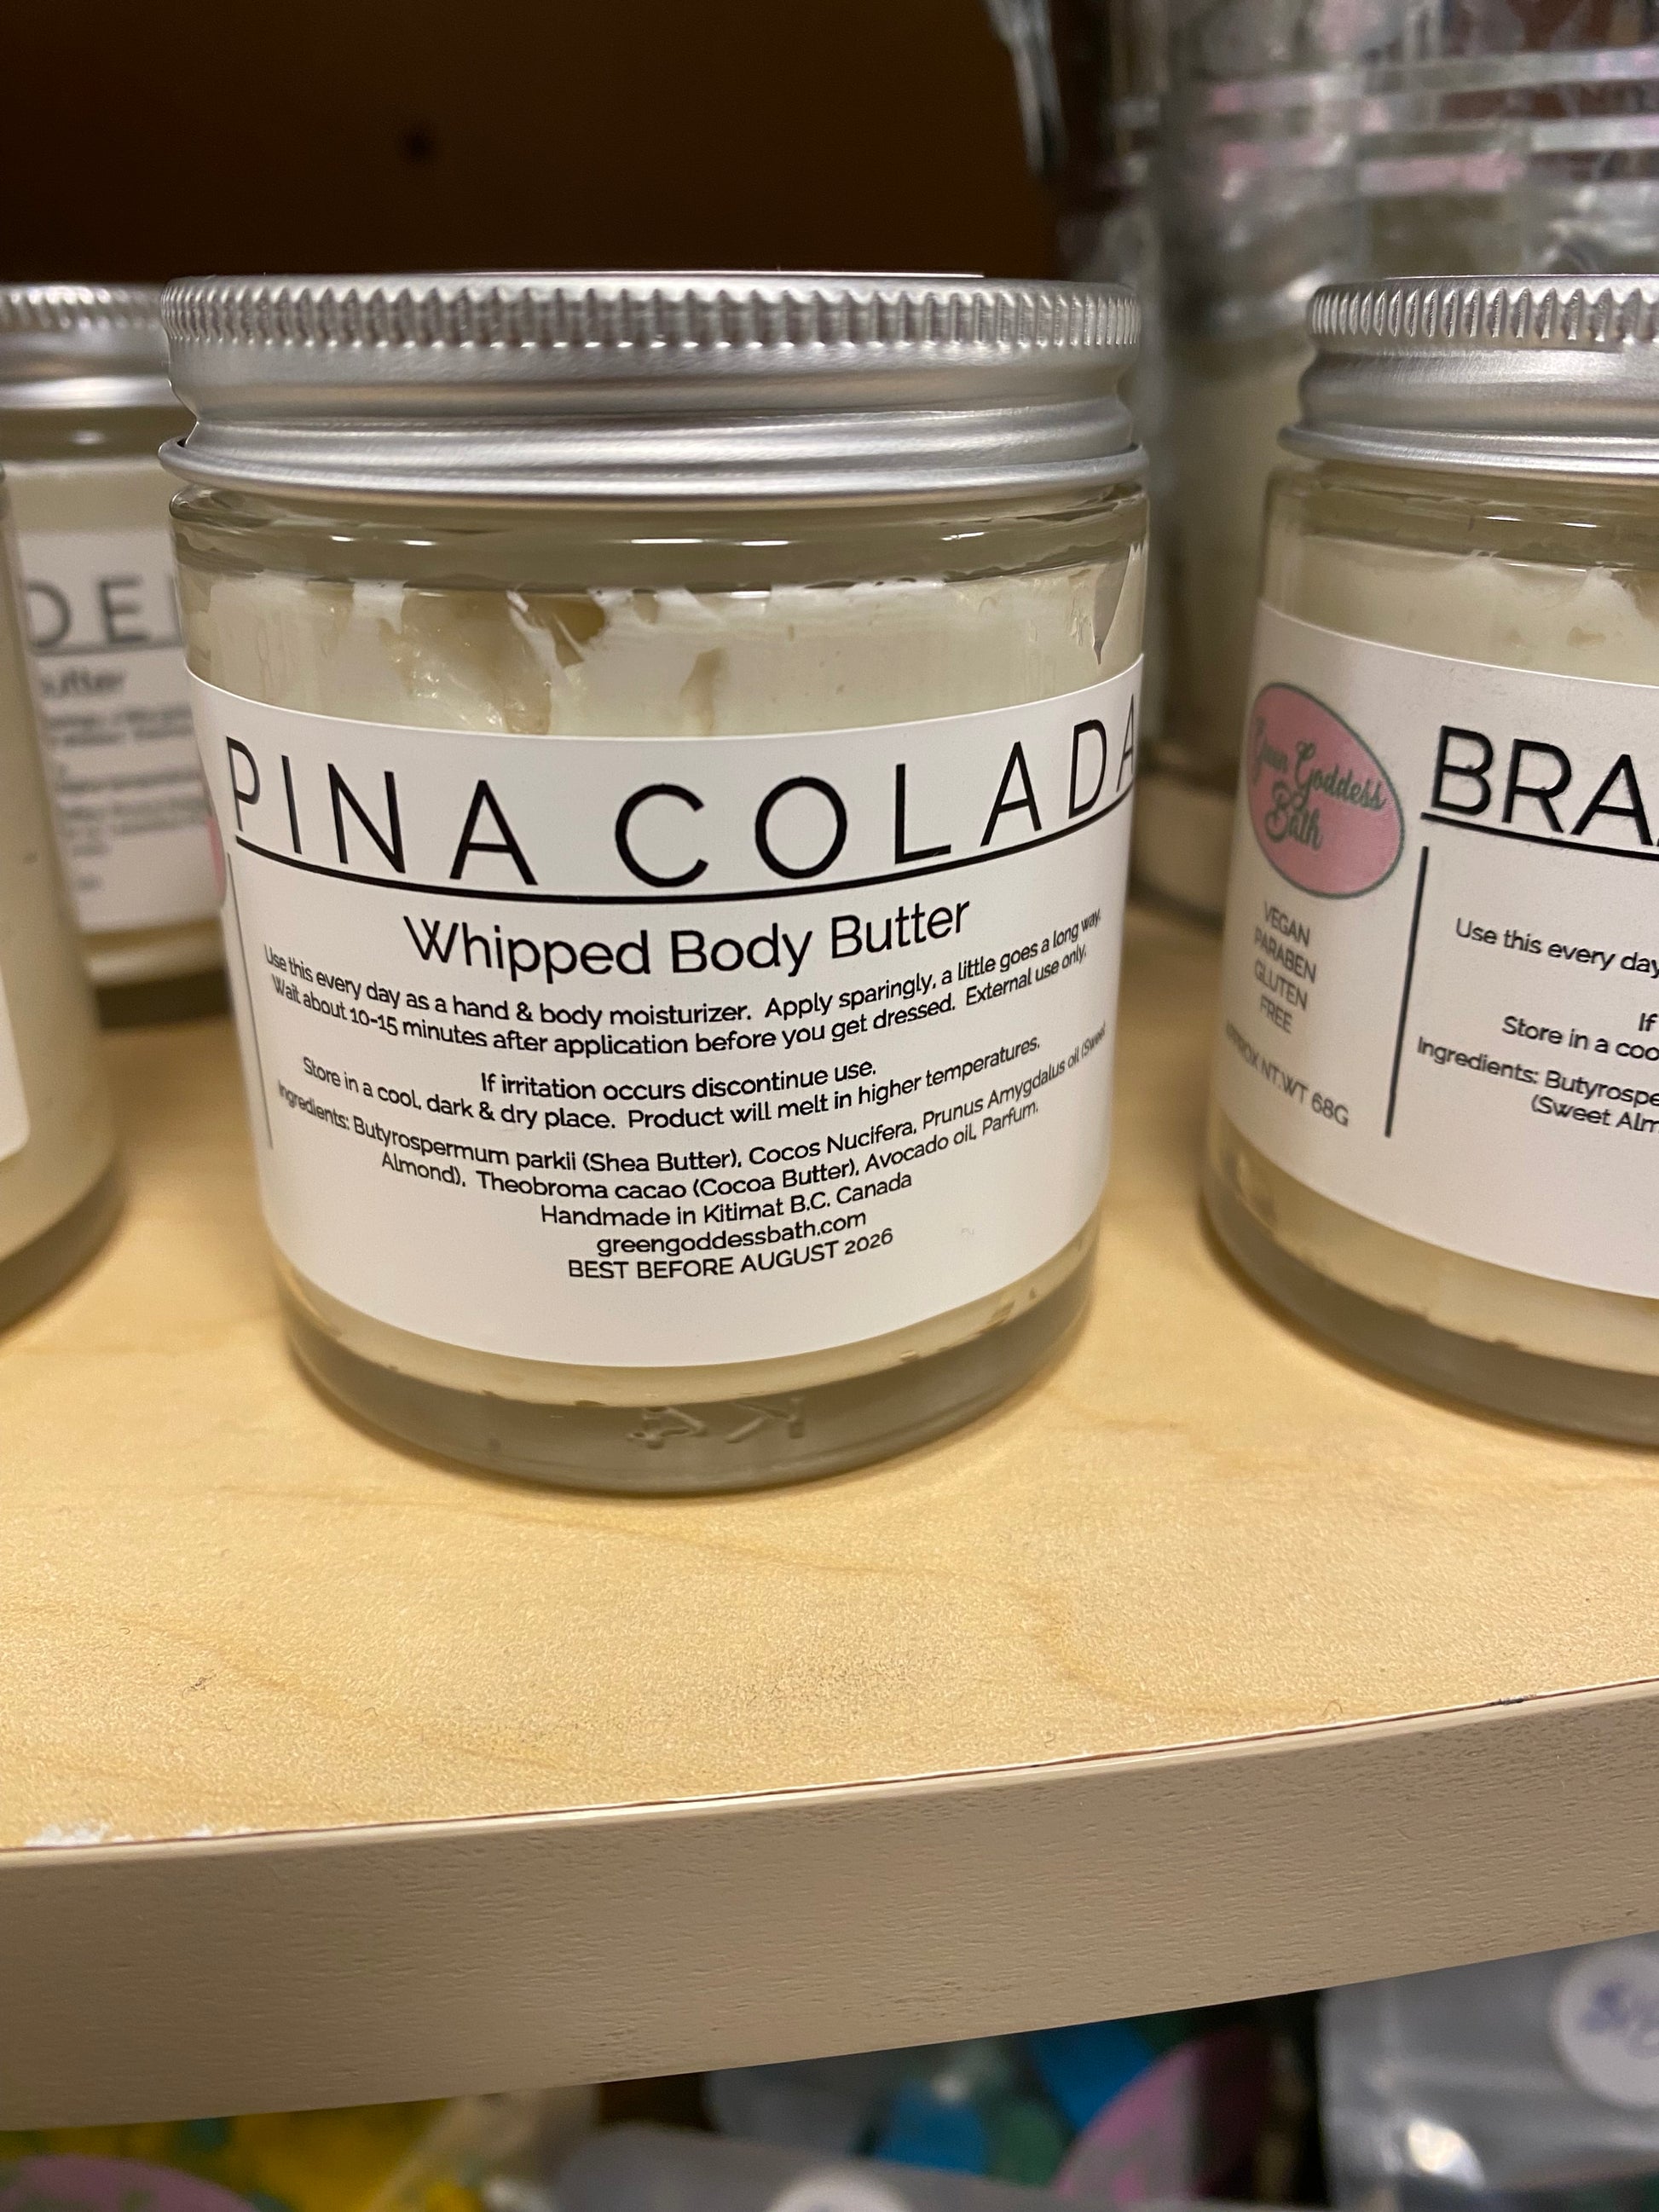 PINA COLADA
Whipped Body Butter
Use this every day as a hand & body moisturizer. Apply sparingly, a little goes a long way.
Wait about 10-15 minutes after application before you get dressed. External use only.
If irritation occurs discontinue use.
Store in a cool, dark & dry place. Product will melt in higher temperatures.
Ingredients: Butyrospermum parkii (Shea Butter), Cocos Nucifera, Prunus Amygdalus oil (Sweet
Almond), Theobroma cacao (Cocoa Butter), Avocado oil, Parfum.
Handmade in Kitimat B.C. Canada
greengoddessbath.com
BEST BEFORE AUGUST 2026
Green Goddess
Bath
VEGAN
PARABEN
GLUTEN
FREE
APPROX NT.WT 68G
BRA
Use this every day
If
Store in a coo
Ingredients: Butyrospe
(Sweet Alm
DE
utter